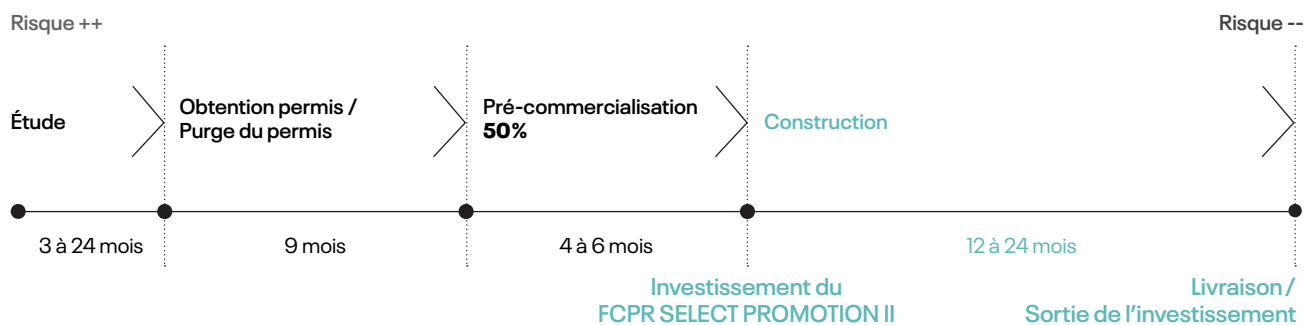 Risque ++
Risque --
Étude
Obtention permis /
Purge du permis
Pré-commercialisation
50%
Construction
3 à 24 mois
9 mois
4 à 6 mois
12 à 24 mois
Investissement du
FCPR SELECT PROMOTION II
Livraison /
Sortie de l’investissement